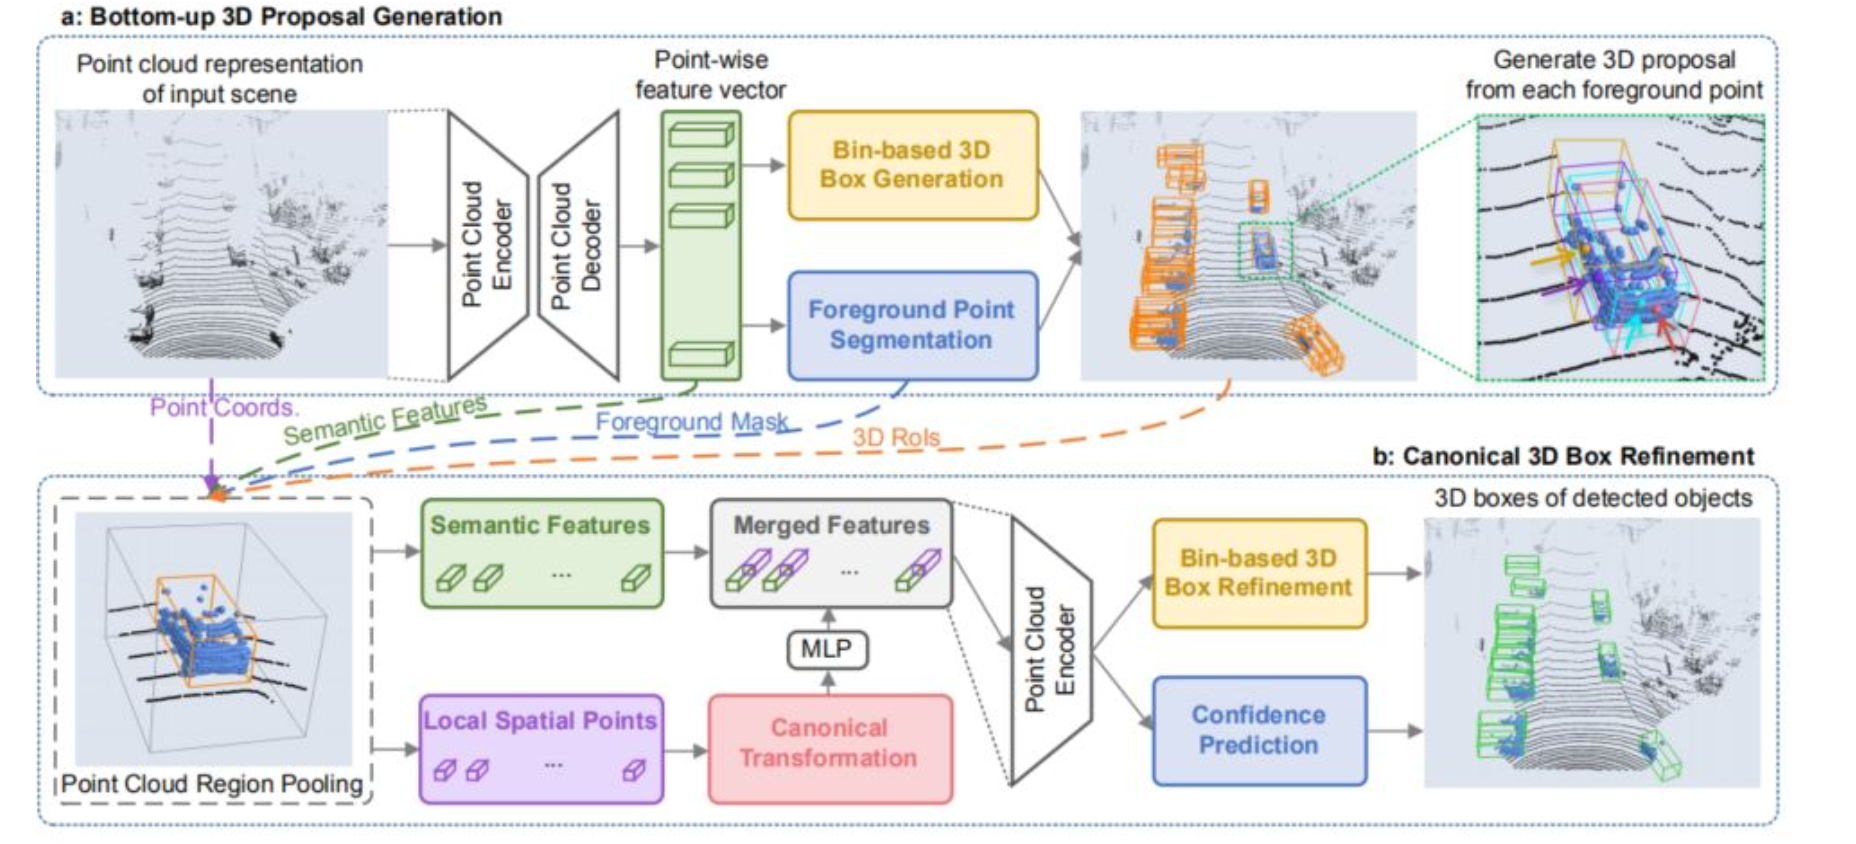 a: Bottom-up 3D Proposal Generation
Point cloud representation
of input scene
Point Cloud
Encoder
Point Cloud
Decoder
Point-wise
feature vector
Bin-based 3D
Box Generation
Foreground Point
Segmentation
Generate 3D proposal
from each foreground point
Point Coords.
Semantic Features
Foreground Mask
3D RoIs
b: Canonical 3D Box Refinement
Point Cloud Region Pooling
Semantic Features
...
Local Spatial Points
...
Merged Features
...
MLP
Canonical
Transformation
Point Cloud
Encoder
Bin-based 3D
Box Refinement
Confidence
Prediction
3D boxes of detected objects